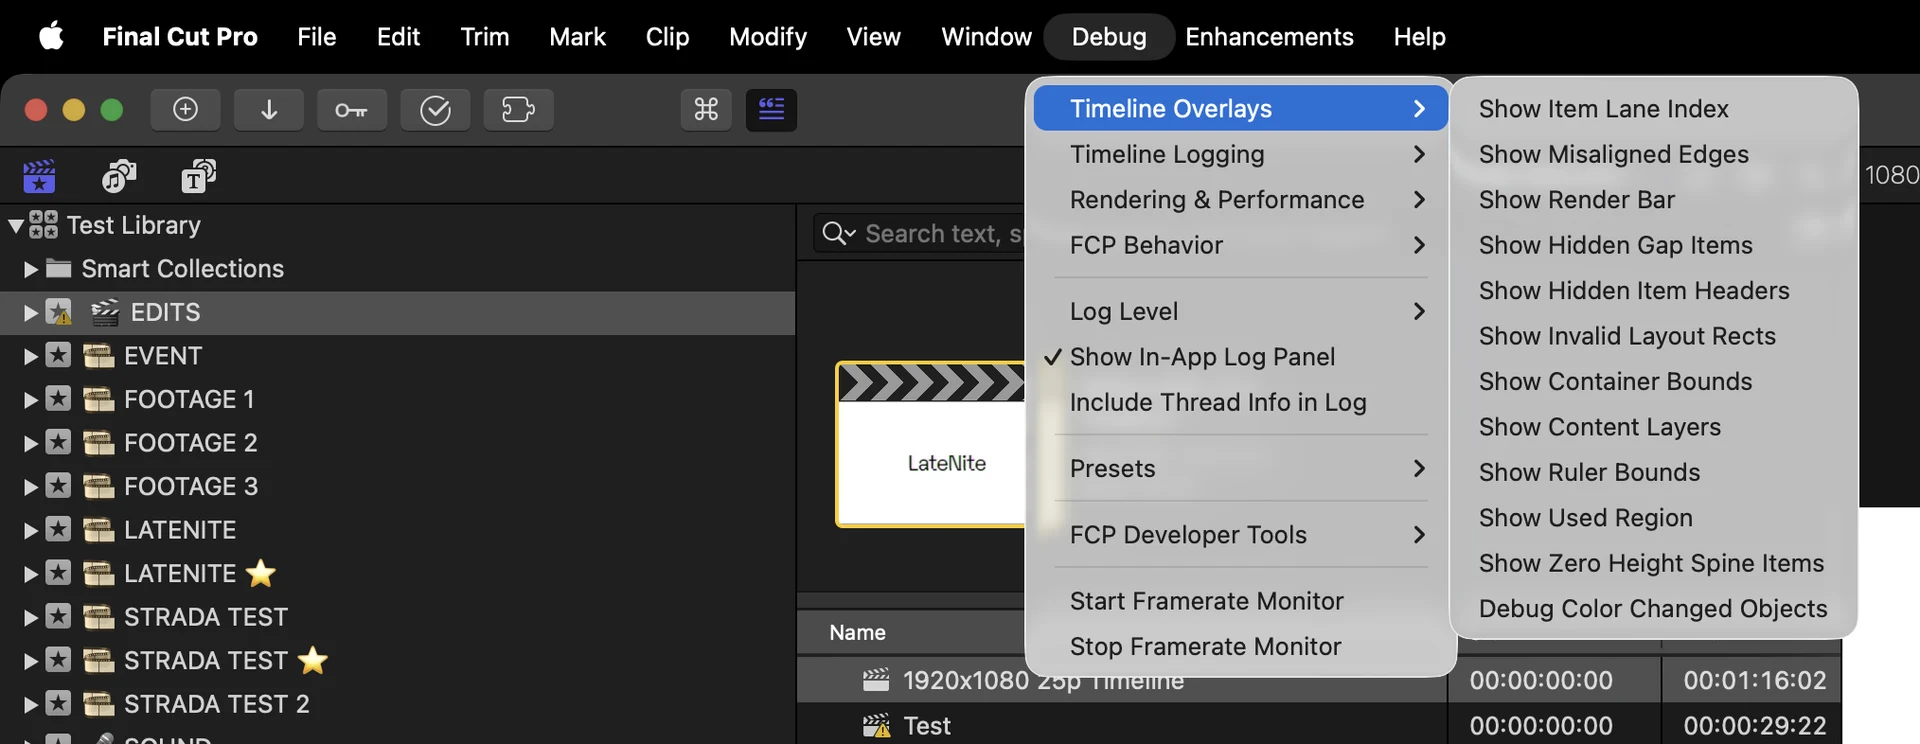 Final Cut Pro File Edit Trim Mark Clip Modify View Window Debug Enhancements Help
1080
Test Library
Smart Collections
EDITS
EVENT
FOOTAGE 1
FOOTAGE 2
FOOTAGE 3
LATENITE
LATENITE ⭐
STRADA TEST
STRADA TEST ⭐
STRADA TEST 2
SOUND
Search text, s
LateNite
Name
1920x1080 25p Timeline 00:00:00:00 00:01:16:02
Test 00:00:00:00 00:00:29:22
Timeline Overlays
Timeline Logging
Rendering & Performance
FCP Behavior
Log Level
✓ Show In-App Log Panel
Include Thread Info in Log
Presets
FCP Developer Tools
Start Framerate Monitor
Stop Framerate Monitor
Show Item Lane Index
Show Misaligned Edges
Show Render Bar
Show Hidden Gap Items
Show Hidden Item Headers
Show Invalid Layout Rects
Show Container Bounds
Show Content Layers
Show Ruler Bounds
Show Used Region
Show Zero Height Spine Items
Debug Color Changed Objects